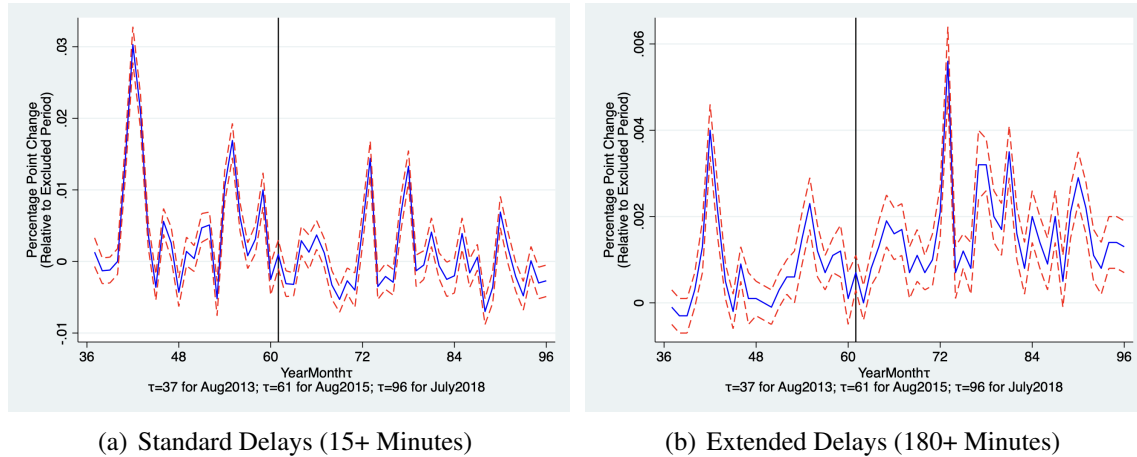 Percentage Point Change
(Relative to Excluded Period)
.03
.02
.01
0
-.01
36
48
60
72
84
96
YearMonthτ
τ=37 for Aug2013; τ=61 for Aug2015; τ=96 for July2018
(a) Standard Delays (15+ Minutes)
Percentage Point Change
(Relative to Excluded Period)
.006
.004
.002
0
36
48
60
72
84
96
YearMonthτ
τ=37 for Aug2013; τ=61 for Aug2015; τ=96 for July2018
(b) Extended Delays (180+ Minutes)